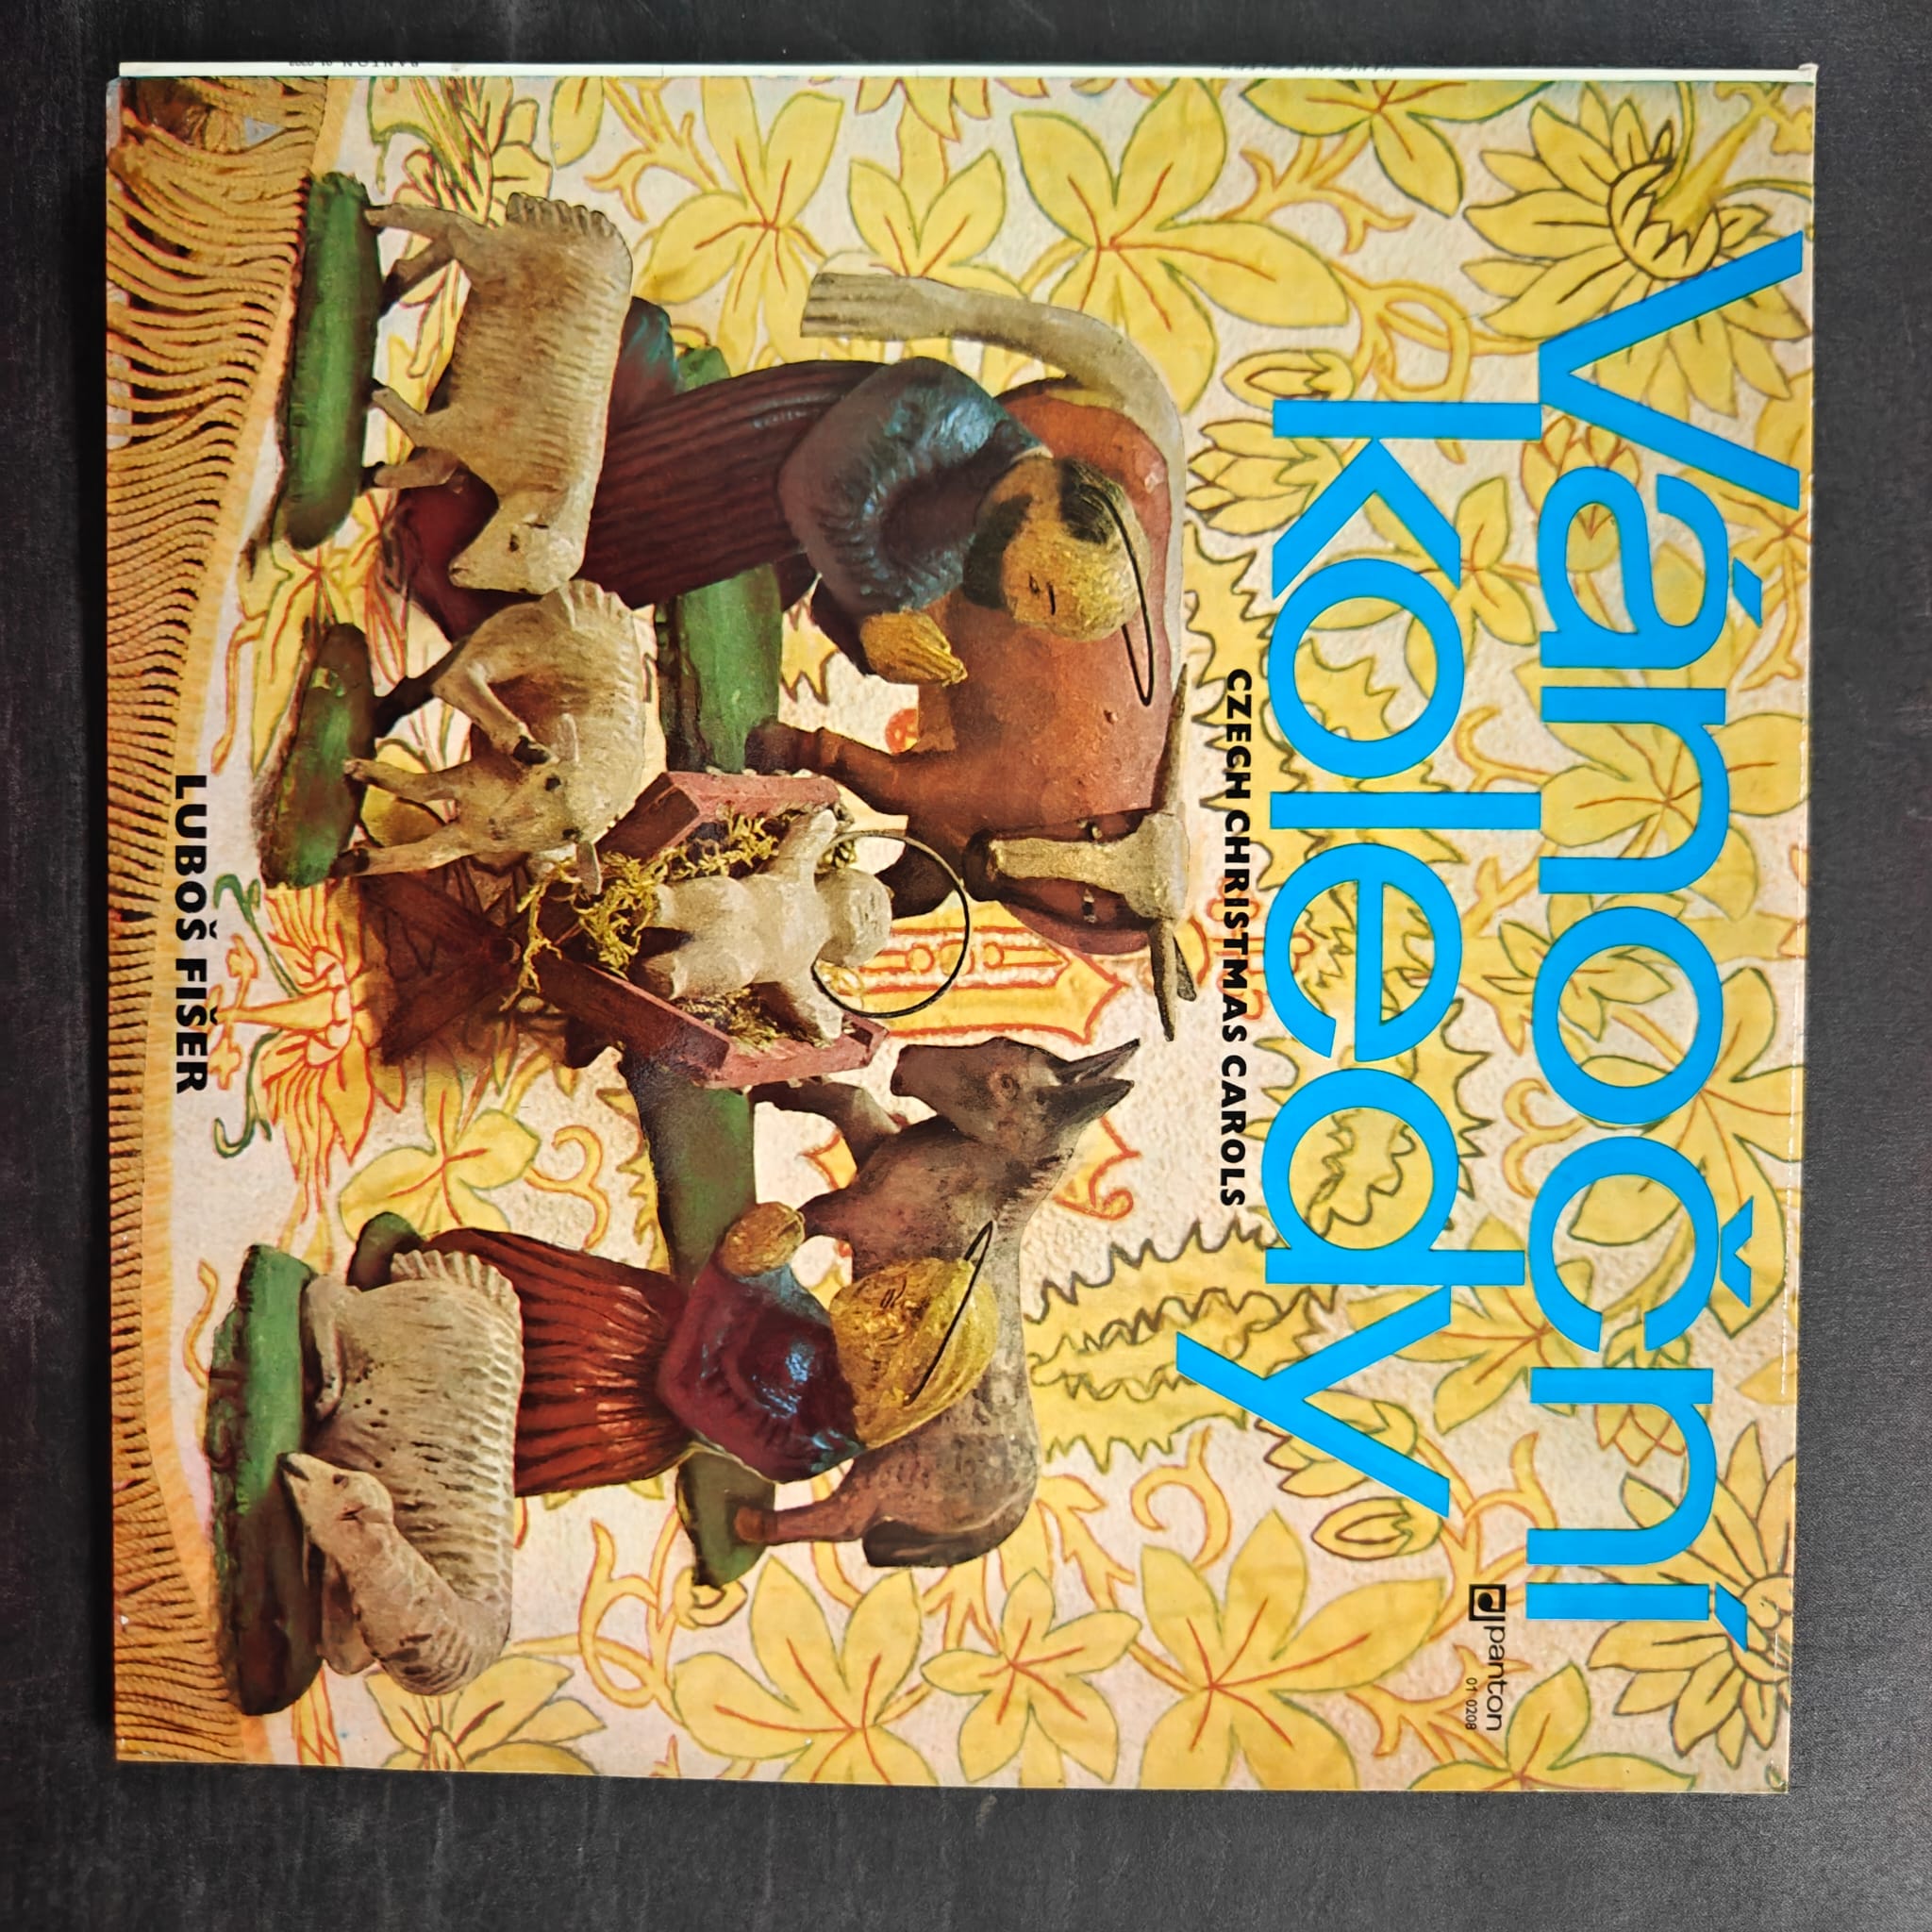 vánoční
koledy
panton
01 0208
CZECH CHRISTMAS CAROLS
LUBOŠ FIŠER